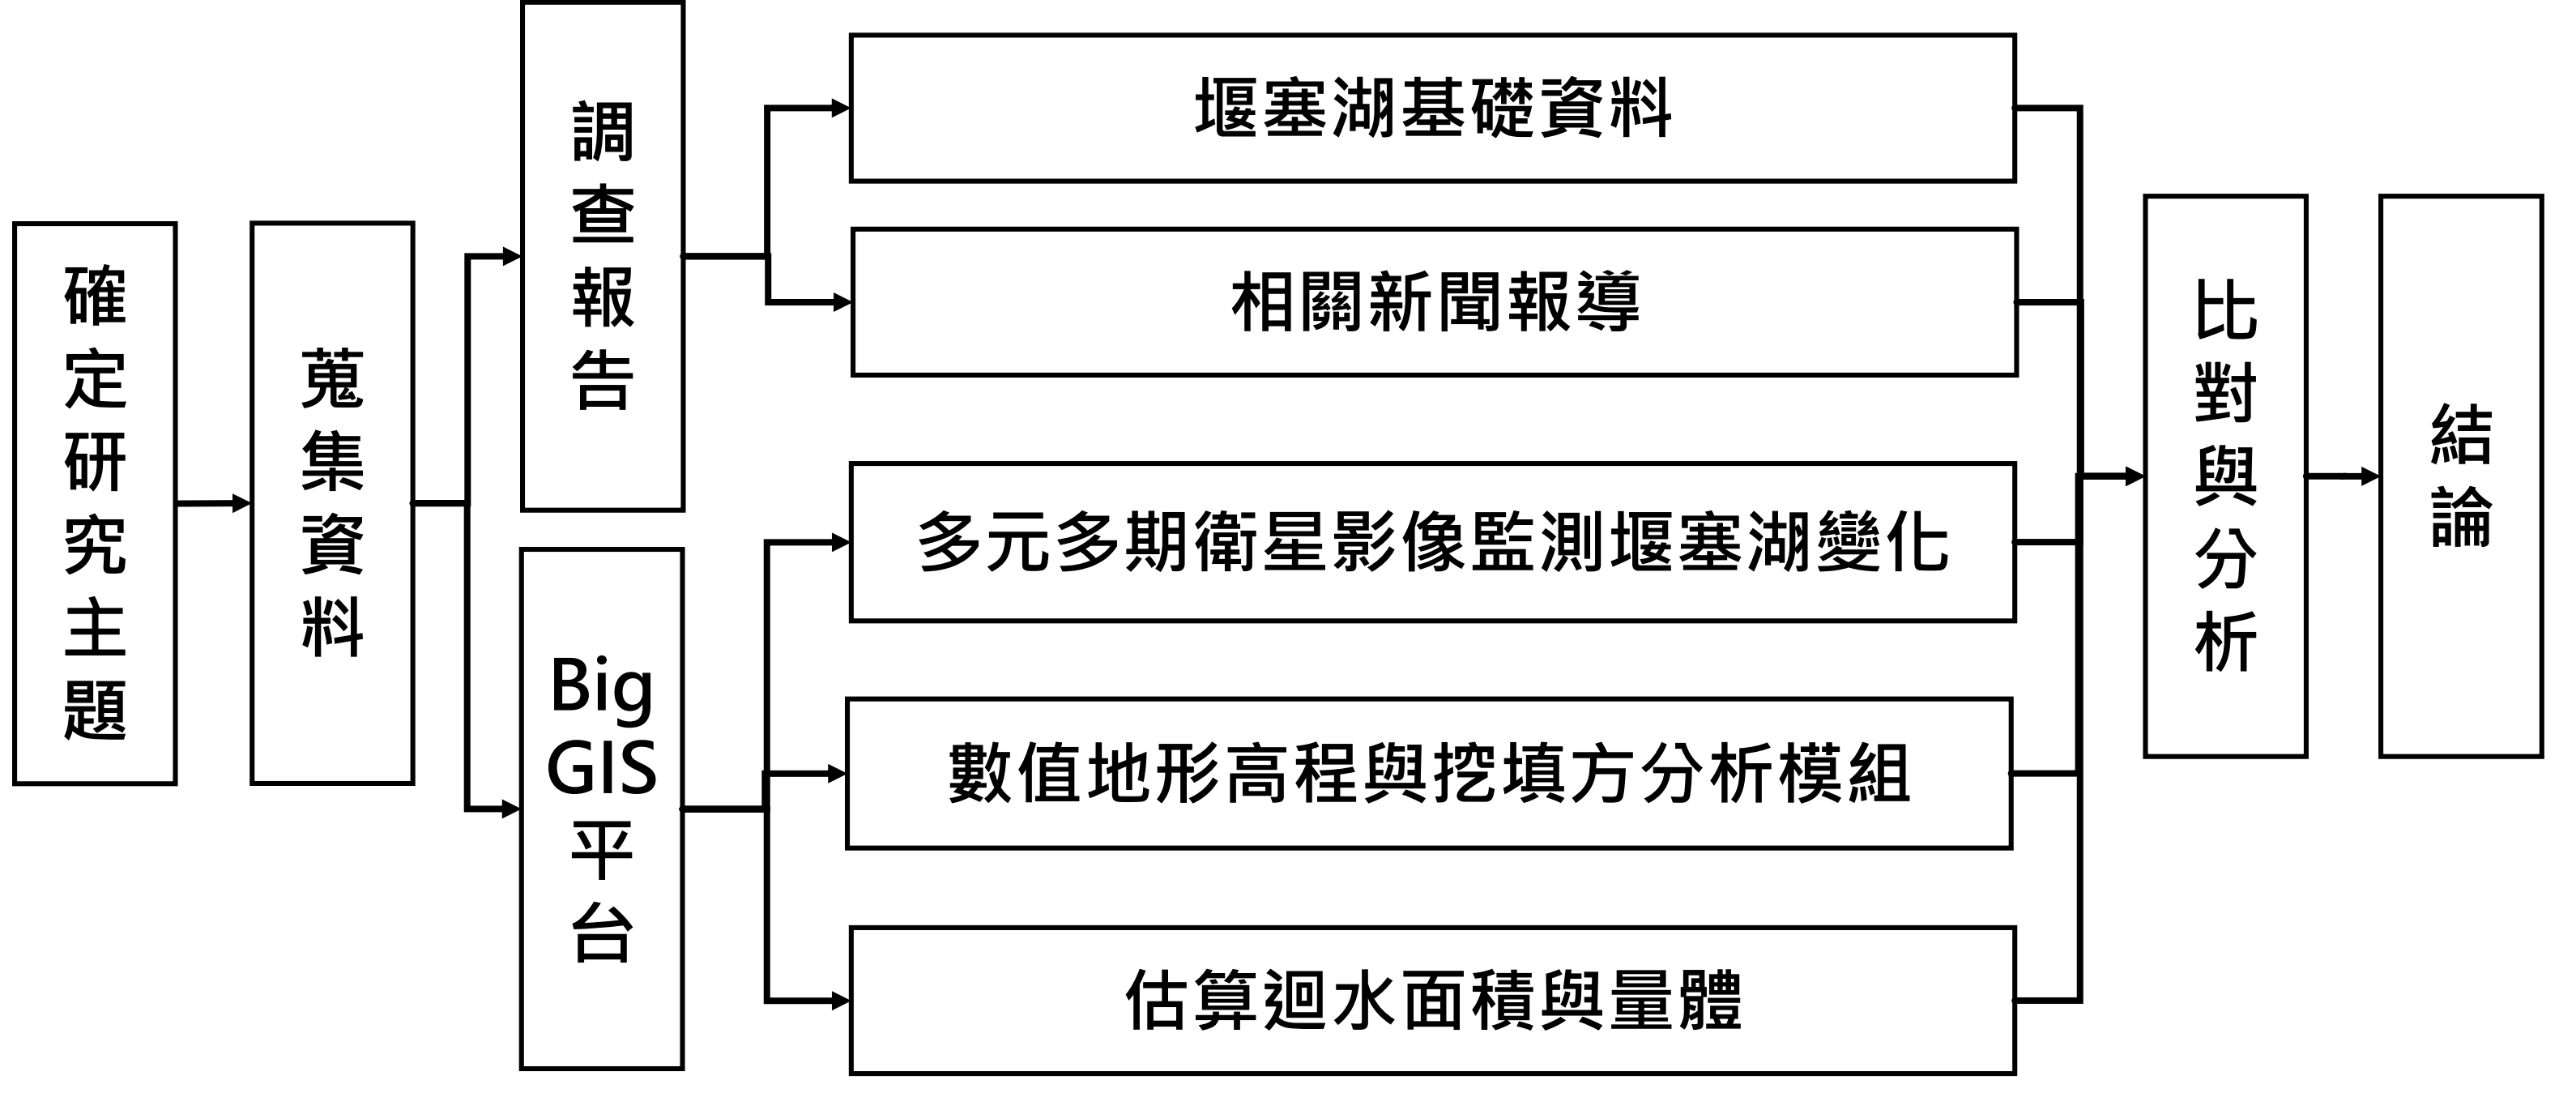 確定研究主題
蒐集資料
調查報告
Big
GIS
平台
堰塞湖基礎資料
相關新聞報導
多元多期衛星影像監測堰塞湖變化
數值地形高程與挖填方分析模組
估算迴水面積與量體
比對與分析
結論